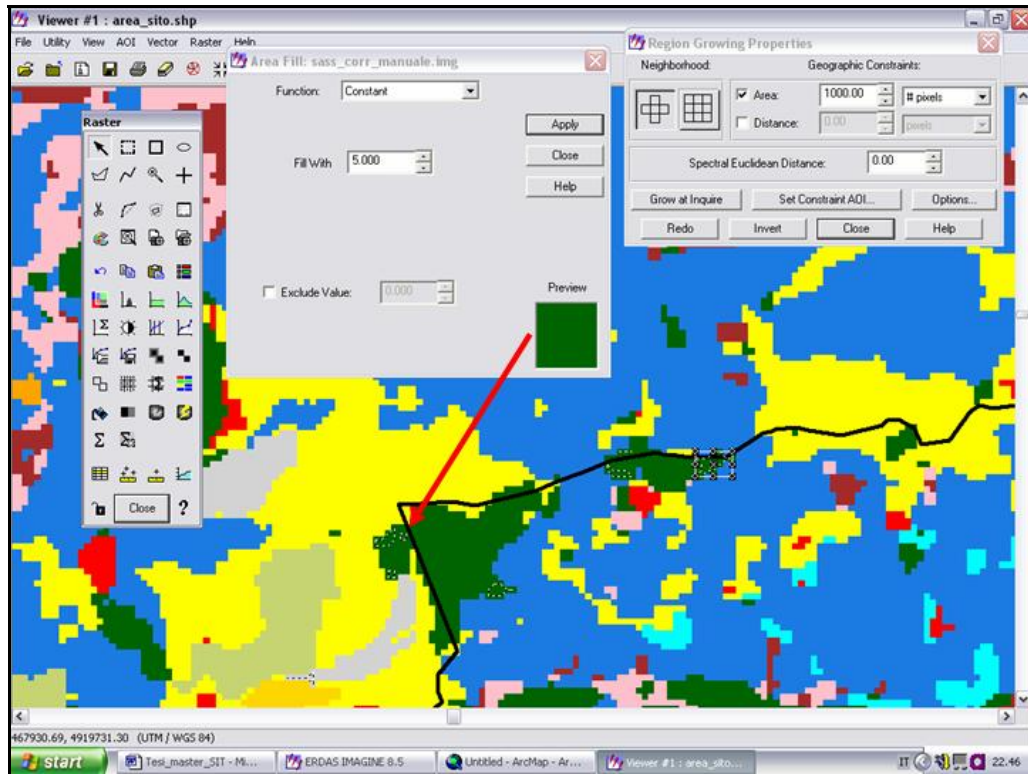 Viewer #1 : area_sito.shp
File Utility View AOI Vector Raster Help
Area Fill: sass_corr_manuale.img
Function: Constant
Apply
Fill With 5.000
Close
Help
Exclude Value: 0.000
Preview
Region Growing Properties
Neighborhood: Geographic Constraints:
Area: 1000.00 # pixels
Distance: 0.00 pixels
Spectral Euclidean Distance: 0.00
Grow at Inquire Set Constraint AOI... Options...
Redo Invert Close Help
Raster
Close ?
467930.69, 4919731.30 (UTM / WGS 84)
start Tesi_master_SIT - Mi... ERDAS IMAGINE 8.5 Untitled - ArcMap - Ar... Viewer #1 : area_sito... IT 22.46